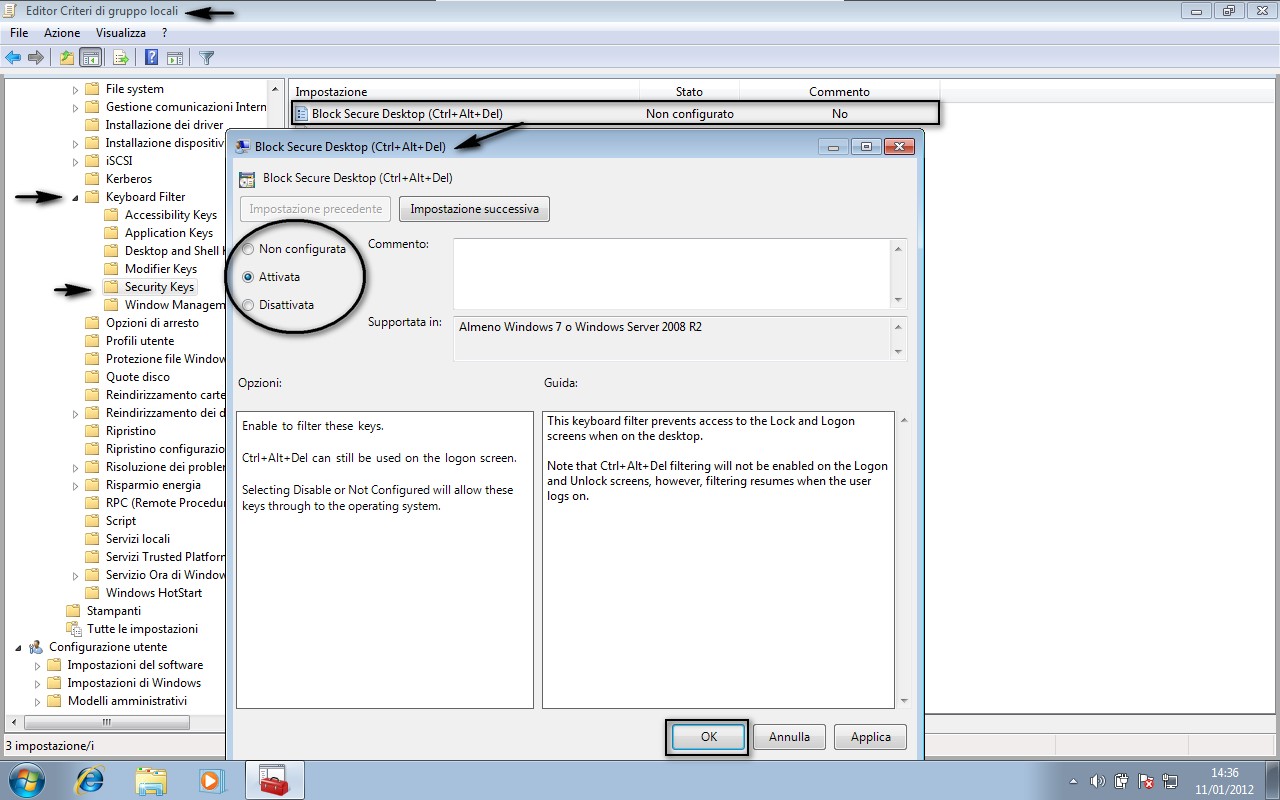 Editor Criteri di gruppo locali
File Azione Visualizza ?
File system
Gestione comunicazioni Intern
Installazione dei driver
Installazione dispositiv
iSCSI
Kerberos
Keyboard Filter
Accessibility Keys
Application Keys
Desktop and Shell
Modifier Keys
Security Keys
Window Managem
Opzioni di arresto
Profili utente
Protezione file Window
Quote disco
Reindirizzamento carte
Reindirizzamento dei d
Ripristino
Ripristino configurazio
Risoluzione dei probler
Risparmio energia
RPC (Remote Procedur
Script
Servizi locali
Servizi Trusted Platforn
Servizio Ora di Window
Windows HotStart
Stampanti
Tutte le impostazioni
Configurazione utente
Impostazioni del software
Impostazioni di Windows
Modelli amministrativi
3 impostazione/i
Impostazione Stato Commento
Block Secure Desktop (Ctrl+Alt+Del) Non configurato No
Block Secure Desktop (Ctrl+Alt+Del)
Block Secure Desktop (Ctrl+Alt+Del)
Impostazione precedente Impostazione successiva
Non configurata
Attivata
Disattivata
Commento:
Supportata in:
Almeno Windows 7 o Windows Server 2008 R2
Opzioni:
Enable to filter these keys.
Ctrl+Alt+Del can still be used on the logon screen.
Selecting Disable or Not Configured will allow these
keys through to the operating system.
Guida:
This keyboard filter prevents access to the Lock and Logon
screens when on the desktop.
Note that Ctrl+Alt+Del filtering will not be enabled on the Logon
and Unlock screens, however, filtering resumes when the user
logs on.
OK Annulla Applica
14:36
11/01/2012